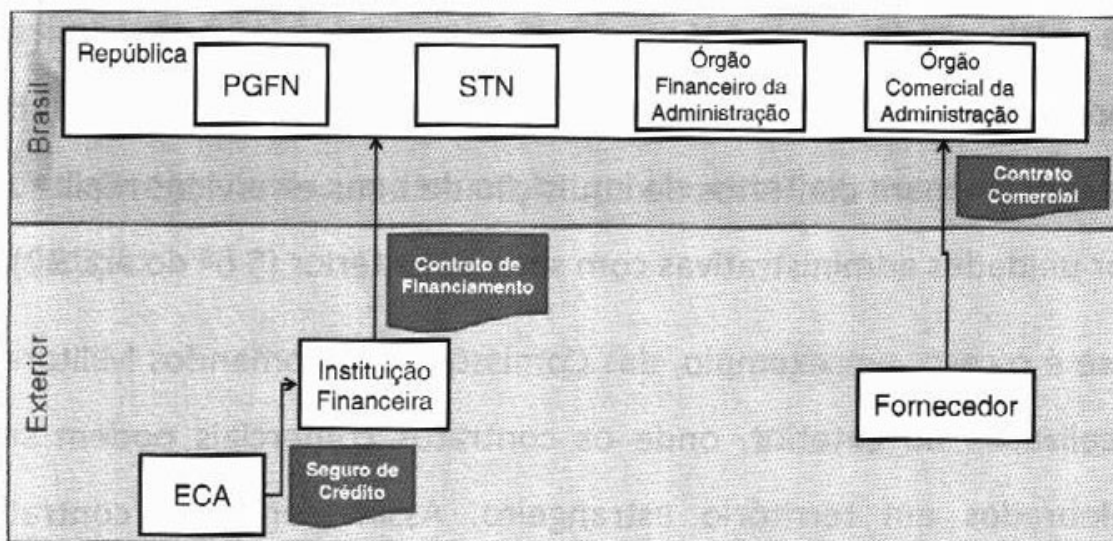 Brasil
República
PGFN
STN
Órgão
Financeiro da
Administração
Órgão
Comercial da
Administração
Contrato
Comercial
Exterior
Contrato de
Financiamento
Instituição
Financeira
Fornecedor
ECA
Seguro de
Crédito